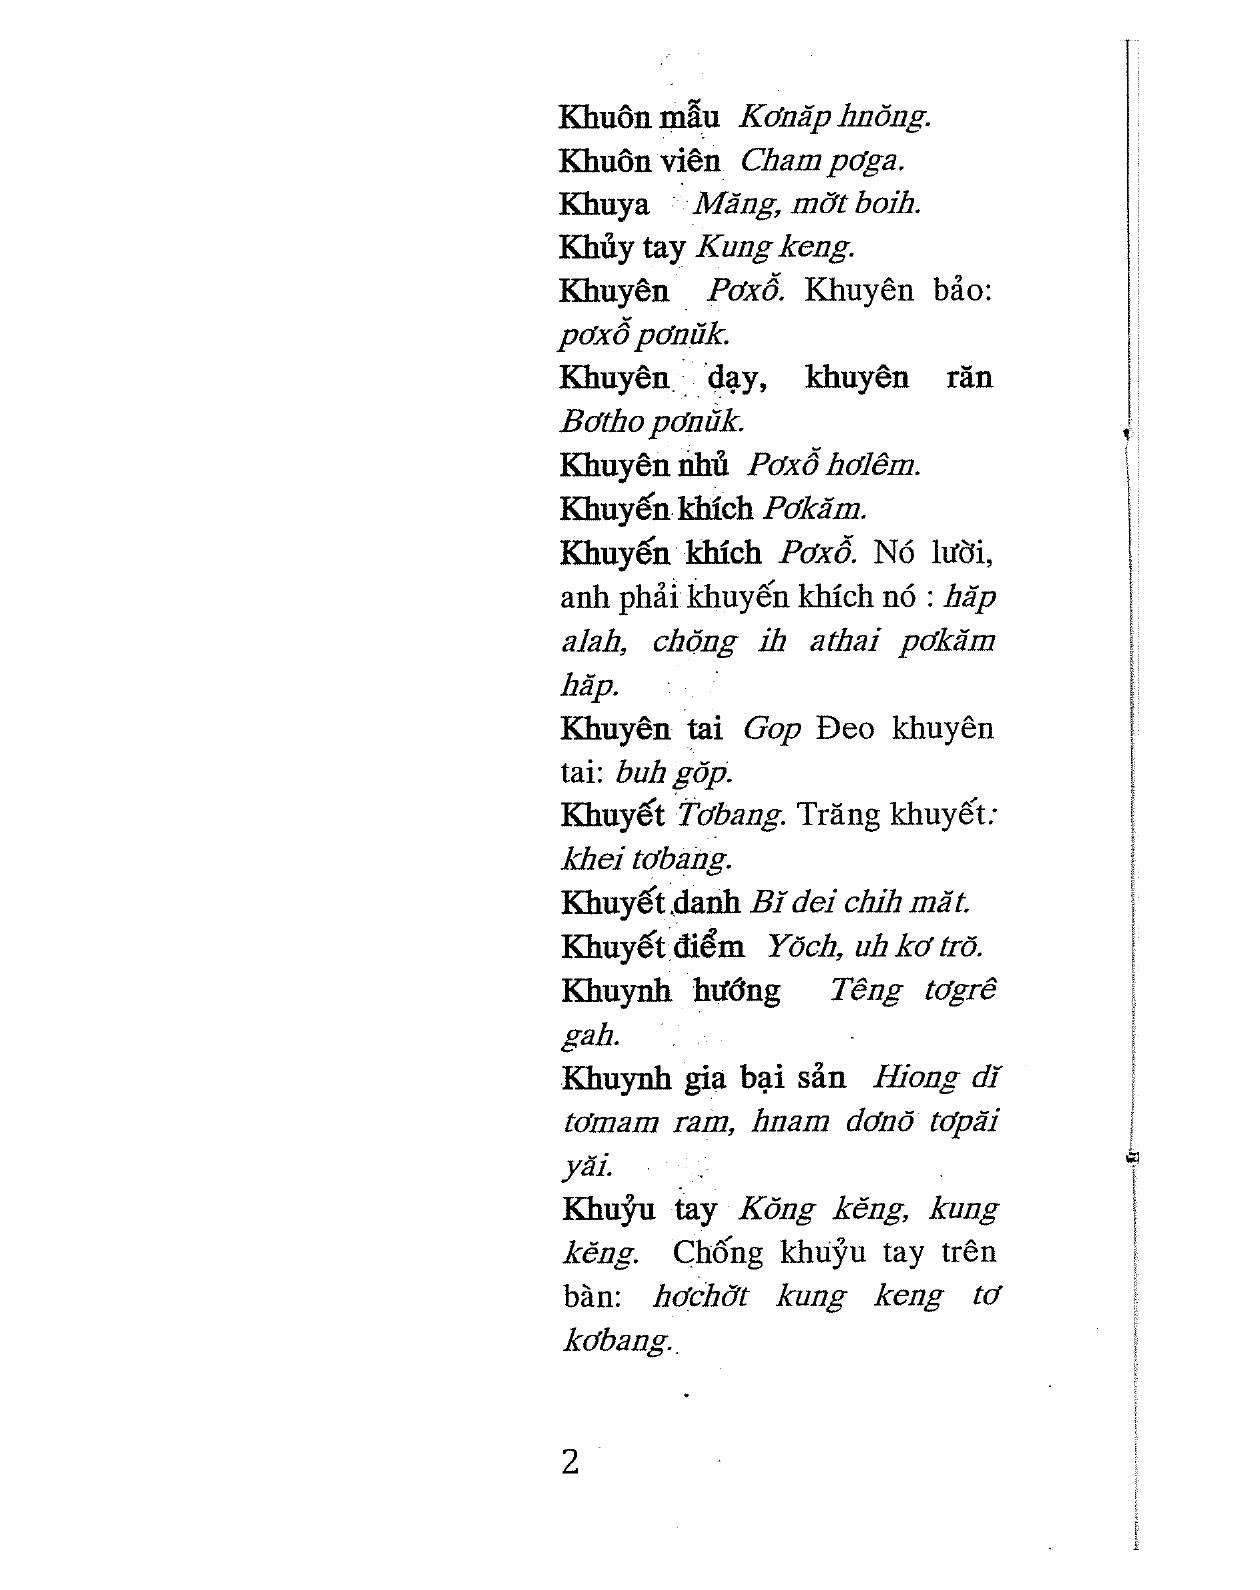 Khuôn mẫu Kơnăp hnŏng.
Khuôn viên Cham pơga.
Khuya Măng, mơ̆t boih.
Khủy tay Kung keng.
Khuyên Pơxô̆. Khuyên bảo:
pơxô̆ pơnŭk.
Khuyên dạy, khuyên răn
Bơtho pơnŭk.
Khuyên nhủ Pơxô̆ hơlêm.
Khuyến khích Pơkăm.
Khuyến khích Pơxô̆. Nó lười,
anh phải khuyến khích nó : hăp
alah, chŏng ih athai pơkăm
hăp.
Khuyên tai Gop Đeo khuyên
tai: buh gŏp.
Khuyết Tơbang. Trăng khuyết:
khei tơbang.
Khuyết danh Bĭ dei chih măt.
Khuyết điểm Yŏch, uh kơ trŏ.
Khuynh hướng Têng tơgrê
gah.
Khuynh gia bại sản Hiong dĭ
tơmam ram, hnam dơnŏ tơpăi
yăi.
Khuỷu tay Kŏng kĕng, kung
kĕng. Chống khuỷu tay trên
bàn: hơchơ̆t kung keng tơ
kơbang.
2